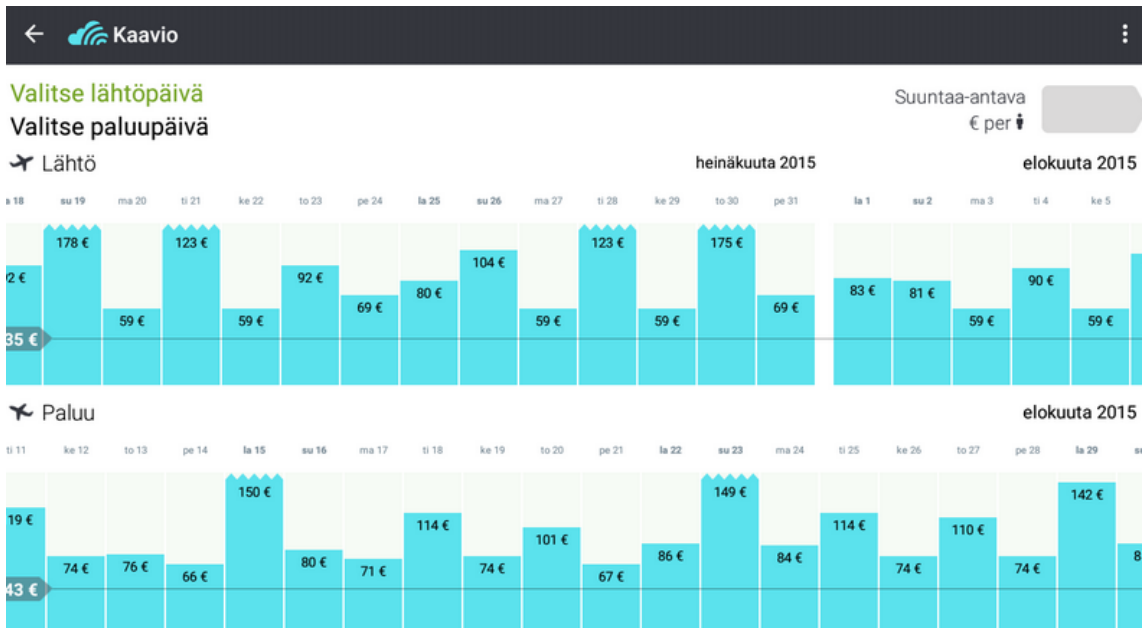 Kaavio
Valitse lähtöpäivä
Valitse paluupäivä
Suuntaa-antava
€ per
Lähtö
heinäkuuta 2015
elokuuta 2015
18 su 19 ma 20 ti 21 ke 22 to 23 pe 24 la 25 su 26 ma 27 ti 28 ke 29 to 30 pe 31 la 1 su 2 ma 3 ti 4 ke 5
2 € 178 € 59 € 123 € 59 € 92 € 69 € 80 € 104 € 59 € 123 € 59 € 175 € 69 € 83 € 81 € 59 € 90 € 59 €
35 €
Paluu
elokuuta 2015
ti 11 ke 12 to 13 pe 14 la 15 su 16 ma 17 ti 18 ke 19 to 20 pe 21 la 22 su 23 ma 24 ti 25 ke 26 to 27 pe 28 la 29
19 € 74 € 76 € 66 € 150 € 80 € 71 € 114 € 74 € 101 € 67 € 86 € 149 € 84 € 114 € 74 € 110 € 74 € 142 € 8
43 €